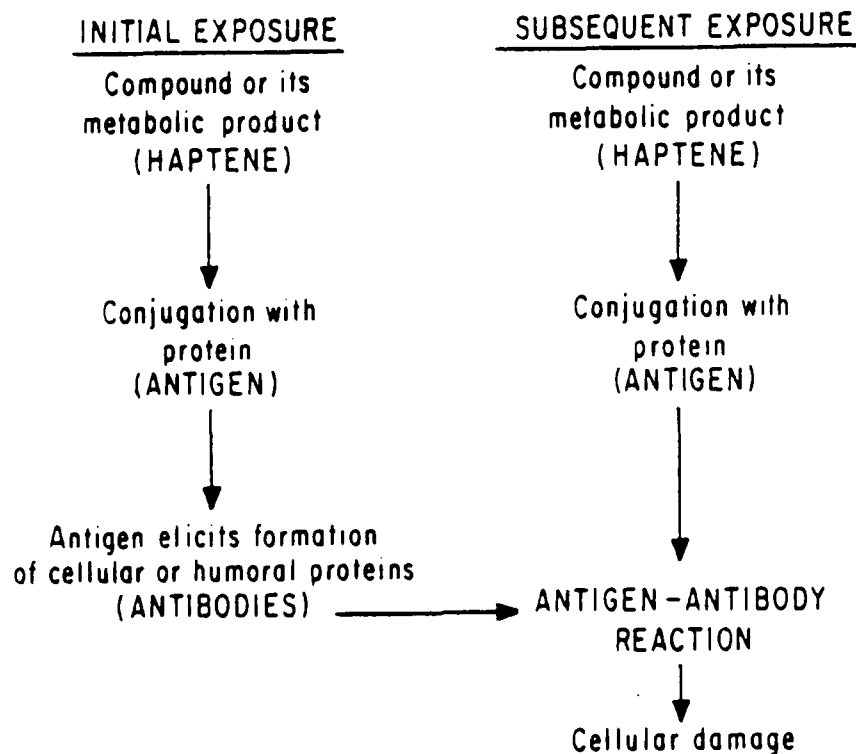 INITIAL EXPOSURE
Compound or its
metabolic product
(HAPTENE)
Conjugation with
protein
(ANTIGEN)
Antigen elicits formation
of cellular or humoral proteins
(ANTIBODIES)
SUBSEQUENT EXPOSURE
Compound or its
metabolic product
(HAPTENE)
Conjugation with
protein
(ANTIGEN)
ANTIGEN-ANTIBODY
REACTION
Cellular damage